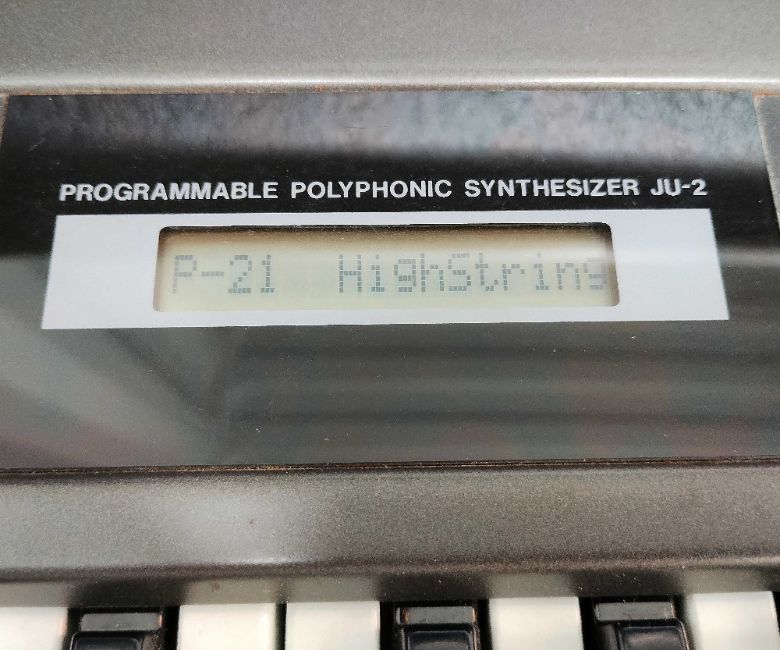 PROGRAMMABLE POLYPHONIC SYNTHESIZER JU-2
P-21 HighString